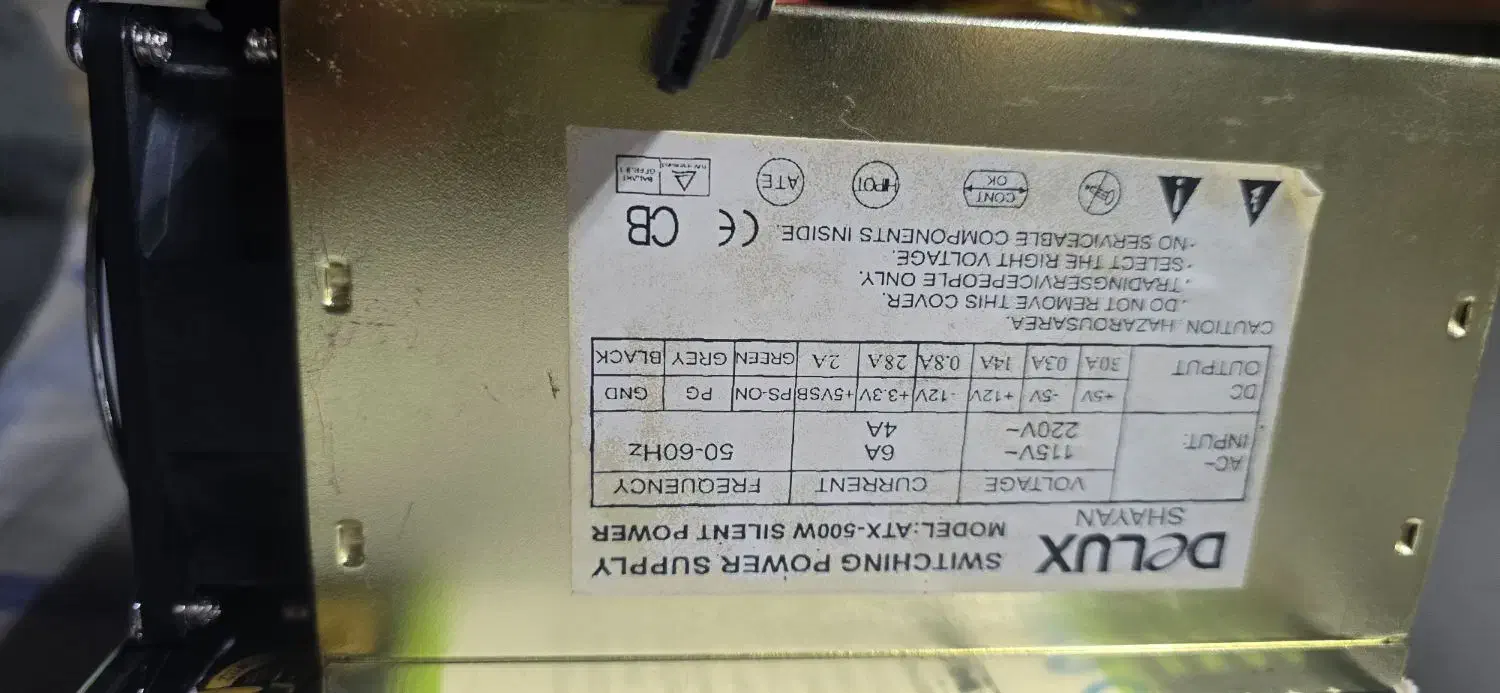 DeLUX SWITCHING POWER SUPPLY
SHAYAN MODEL:ATX-500W SILENT POWER
VOLTAGE CURRENT FREQUENCY
AC~ INPUT: 115V~ 6A 50-60Hz
220V~ 4A
DC OUTPUT +5V -5V +12V -12V +3.3V +5VSB PS-ON PG GND
30A 03A 14A 0.8A 28A 2A GREEN GREY BLACK
CAUTION HAZAROUSAREA.
·DO NOT REMOVE THIS COVER.
·TRADINGSERVICEPEOPLE ONLY.
·SELECT THE RIGHT VOLTAGE.
·NO SERVICEABLE COMPONENTS INSIDE. CE CB
CONT OK HIPOT ATE